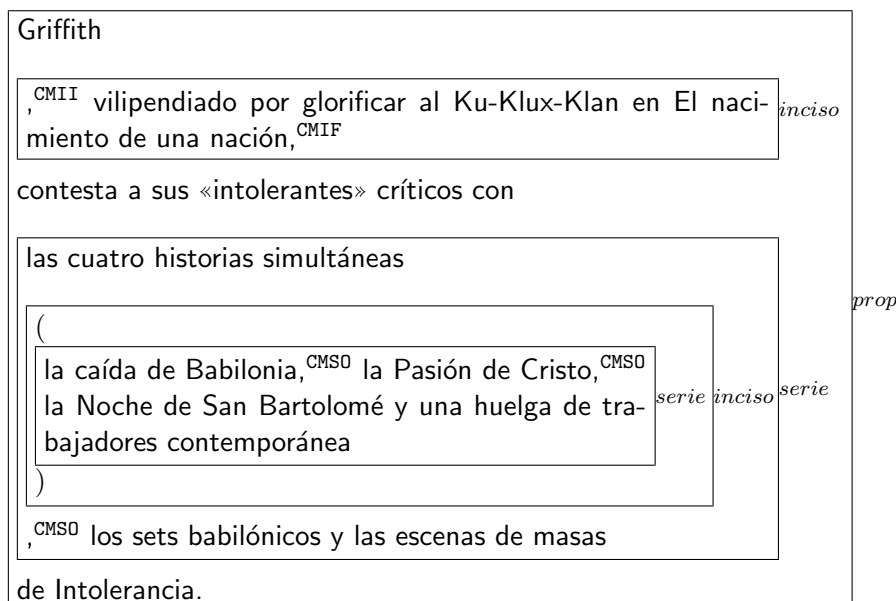 Griffith
,CMII vilipendiado por glorificar al Ku-Klux-Klan en El naci-
miento de una nación,CMIF
inciso
contesta a sus «intolerantes» críticos con
las cuatro historias simultáneas
(
la caída de Babilonia,CMSO la Pasión de Cristo,CMSO
la Noche de San Bartolomé y una huelga de tra-
bajadores contemporánea
serie inciso serie
)
,CMSO los sets babilónicos y las escenas de masas
de Intolerancia.
prop